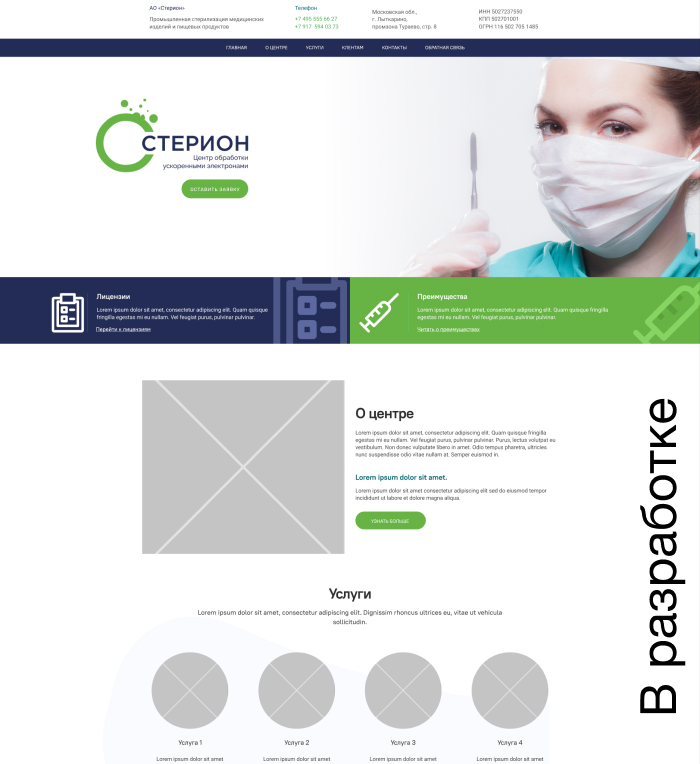 АО «Стерион»
Промышленная стерилизация медицинских
изделий и пищевых продуктов
Телефон
+7 495 555 66 27
+7 917 594 03 73
Московская обл.,
г. Лыткарино,
промзона Тураево, стр. 8
ИНН 5027237550
КПП 502701001
ОГРН 116 502 705 1485
ГЛАВНАЯ О ЦЕНТРЕ УСЛУГИ КЛЕНТАМ КОНТАКТЫ ОБРАТНАЯ СВЯЗЬ
СТЕРИОН
Центр обработки
ускоренными электронами
ОСТАВИТЬ ЗАЯВКУ
Лицензии
Lorem ipsum dolor sit amet, consectetur adipiscing elit. Quam quisque
fringilla egestas mi eu nullam. Vel feugiat purus, pulvinar pulvinar.
Перейти к лицензиям
Преимущества
Lorem ipsum dolor sit amet, consectetur adipiscing elit. Quam quisque fringilla
egestas mi eu nullam. Vel feugiat purus, pulvinar pulvinar.
Читать о преимуществах
О центре
Lorem ipsum dolor sit amet, consectetur adipiscing elit. Quam quisque fringilla
egestas mi eu nullam. Vel feugiat purus, pulvinar pulvinar. Purus, lectus volutpat eu
vestibulum. Non donec vulputate libero in amet. Odio tempus pharetra, ultricies
nunc suspendisse odio vitae nullam at. Semper euismod in.
Lorem ipsum dolor sit amet.
Lorem ipsum dolor sit amet consectetur adipiscing elit sed do eiusmod tempor
incididunt ut labore et dolore magna aliqua.
УЗНАТЬ БОЛЬШЕ
В разработке
Услуги
Lorem ipsum dolor sit amet, consectetur adipiscing elit. Dignissim rhoncus ultrices eu, vitae ut vehicula
sollicitudin.
Услуга 1
Lorem ipsum dolor sit amet
Услуга 2
Lorem ipsum dolor sit amet
Услуга 3
Lorem ipsum dolor sit amet
Услуга 4
Lorem ipsum dolor sit amet